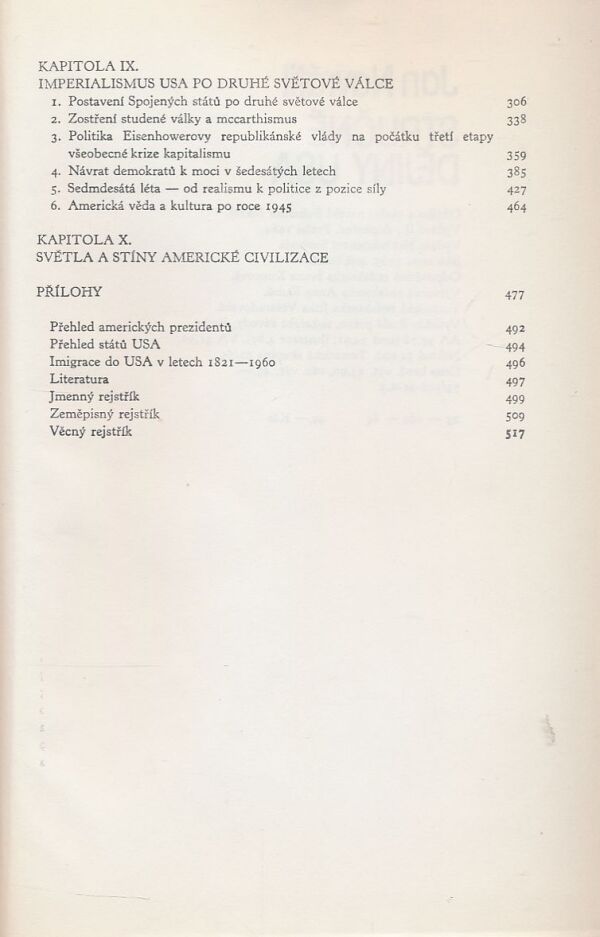 KAPITOLA IX.
IMPERIALISMUS USA PO DRUHÉ SVĚTOVÉ VÁLCE
1. Postavení Spojených států po druhé světové válce 306
2. Zostření studené války a mccarthismus 338
3. Politika Eisenhowerovy republikánské vlády na počátku třetí etapy
všeobecné krize kapitalismu 359
4. Návrat demokratů k moci v šedesátých letech 385
5. Sedmdesátá léta — od realismu k politice z pozice síly 427
6. Americká věda a kultura po roce 1945 464
KAPITOLA X.
SVĚTLA A STÍNY AMERICKÉ CIVILIZACE
PŘÍLOHY 477
Přehled amerických prezidentů 492
Přehled států USA 494
Imigrace do USA v letech 1821—1960 496
Literatura 497
Jmenný rejstřík 499
Zeměpisný rejstřík 509
Věcný rejstřík 517